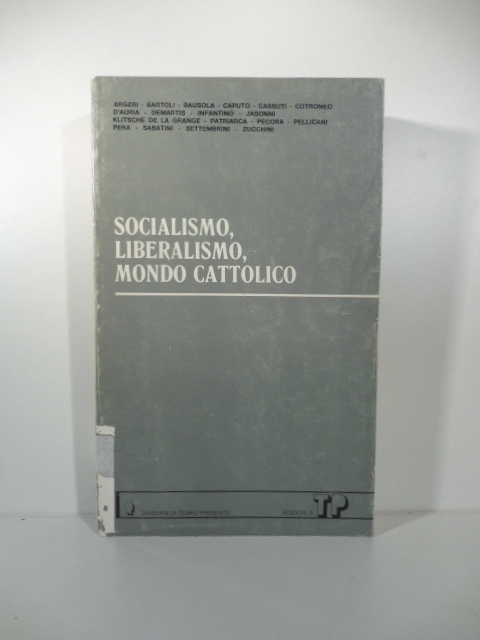 ARGERI - BARTOLI - BAUSOLA - CAPUTO - CASSUTI - COTRONEO
D'AURIA - DEMARTIS - INFANTINO - JASONNI
KLITSCHE DE LA GRANGE - PATRIARCA - PECORA - PELLICANI
PERA - SABATINI - SETTEMBRINI - ZUCCHINI
SOCIALISMO,
LIBERALISMO,
MONDO CATTOLICO
Q QUADERNI DI TEMPO PRESENTE EDIZIONI DI TP